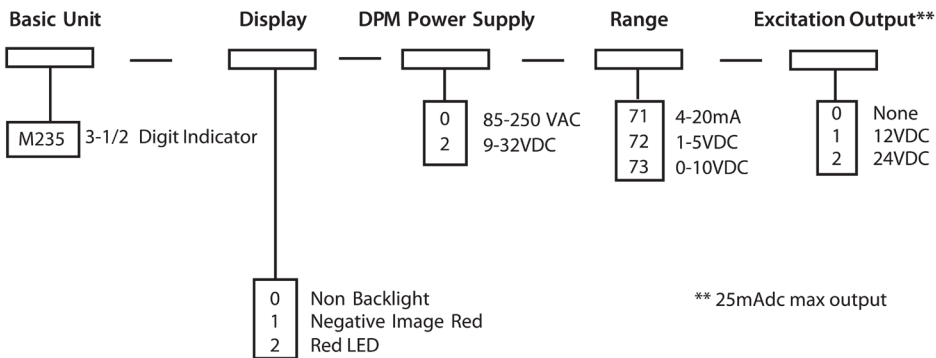 Basic Unit Display DPM Power Supply Range Excitation Output**
M235 3-1/2 Digit Indicator
0 85-250 VAC
2 9-32VDC
71 4-20mA
72 1-5VDC
73 0-10VDC
0 None
1 12VDC
2 24VDC
0 Non Backlight
1 Negative Image Red
2 Red LED
** 25mAdc max output